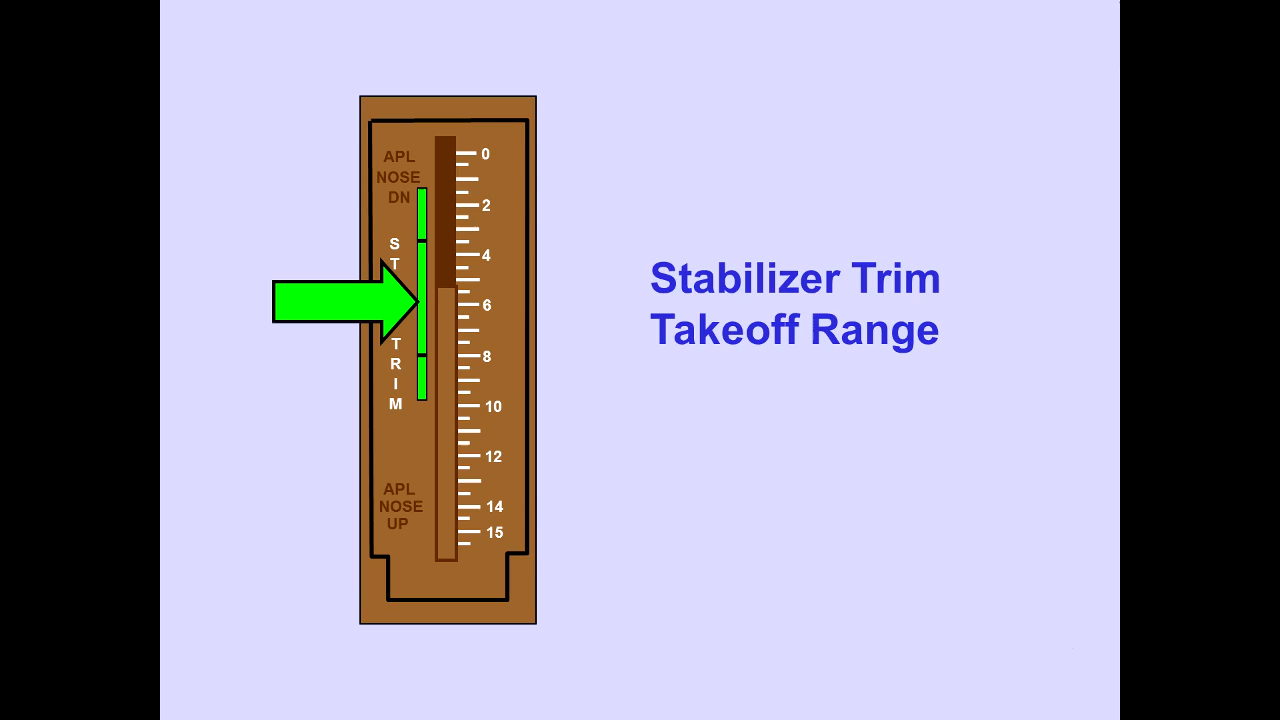 APL
NOSE
DN
S
T
T
R
I
M
APL
NOSE
UP
0
2
4
6
8
10
12
14
15
Stabilizer Trim
Takeoff Range